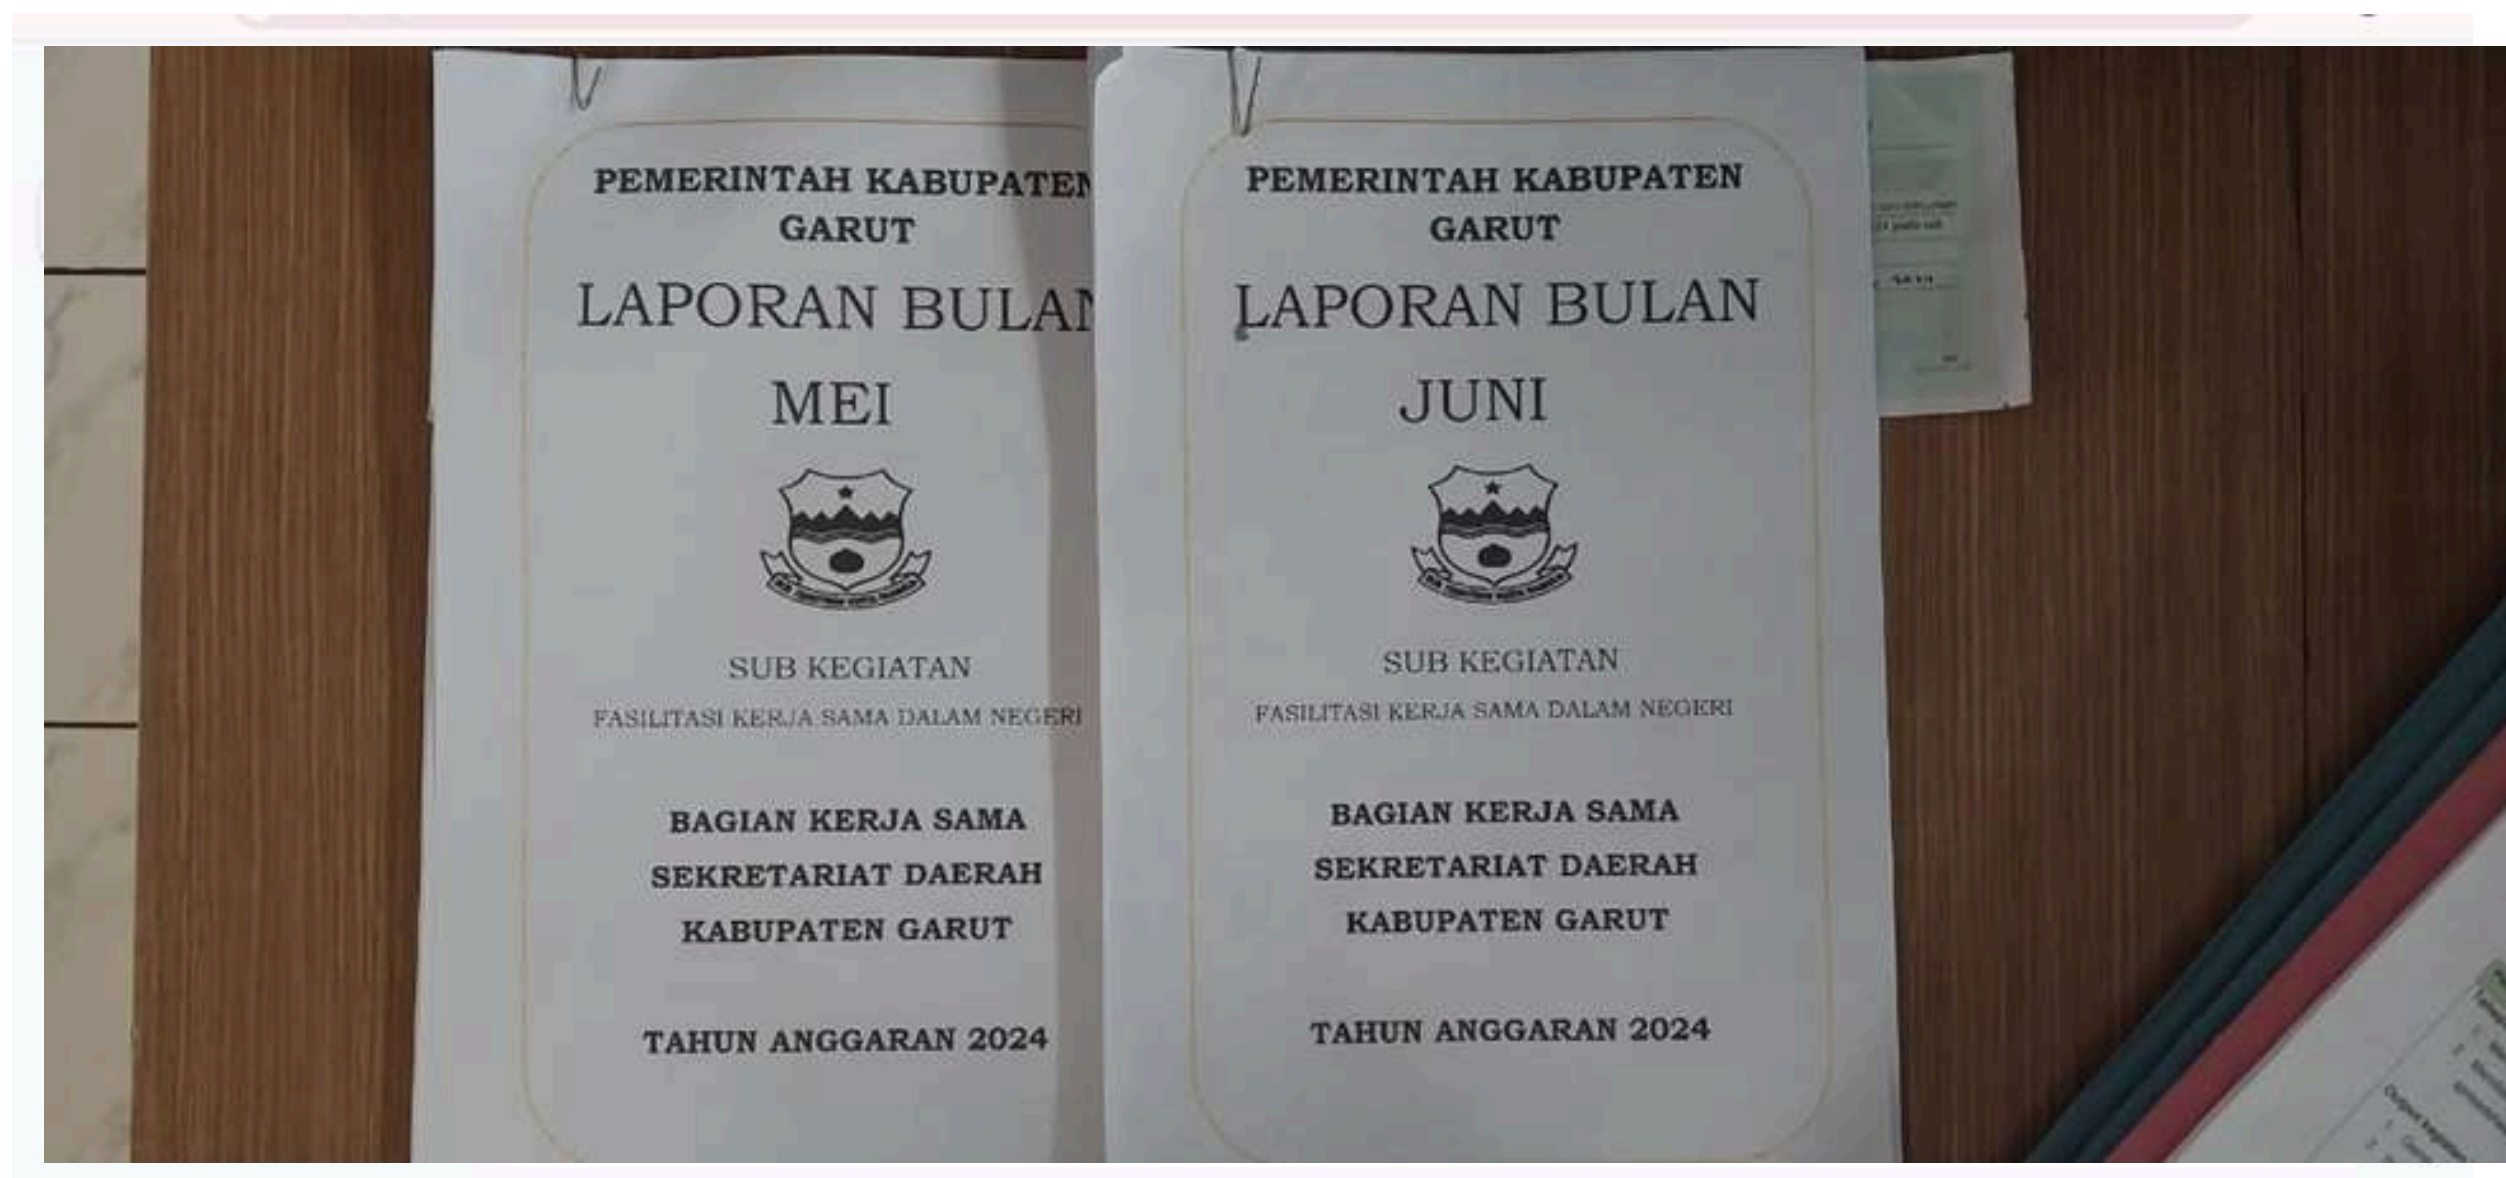 PEMERINTAH KABUPATEN
GARUT
LAPORAN BULAN
MEI
SUB KEGIATAN
FASILITASI KERJA SAMA DALAM NEGERI
BAGIAN KERJA SAMA
SEKRETARIAT DAERAH
KABUPATEN GARUT
TAHUN ANGGARAN 2024
PEMERINTAH KABUPATEN
GARUT
LAPORAN BULAN
JUNI
SUB KEGIATAN
FASILITASI KERJA SAMA DALAM NEGERI
BAGIAN KERJA SAMA
SEKRETARIAT DAERAH
KABUPATEN GARUT
TAHUN ANGGARAN 2024
Output